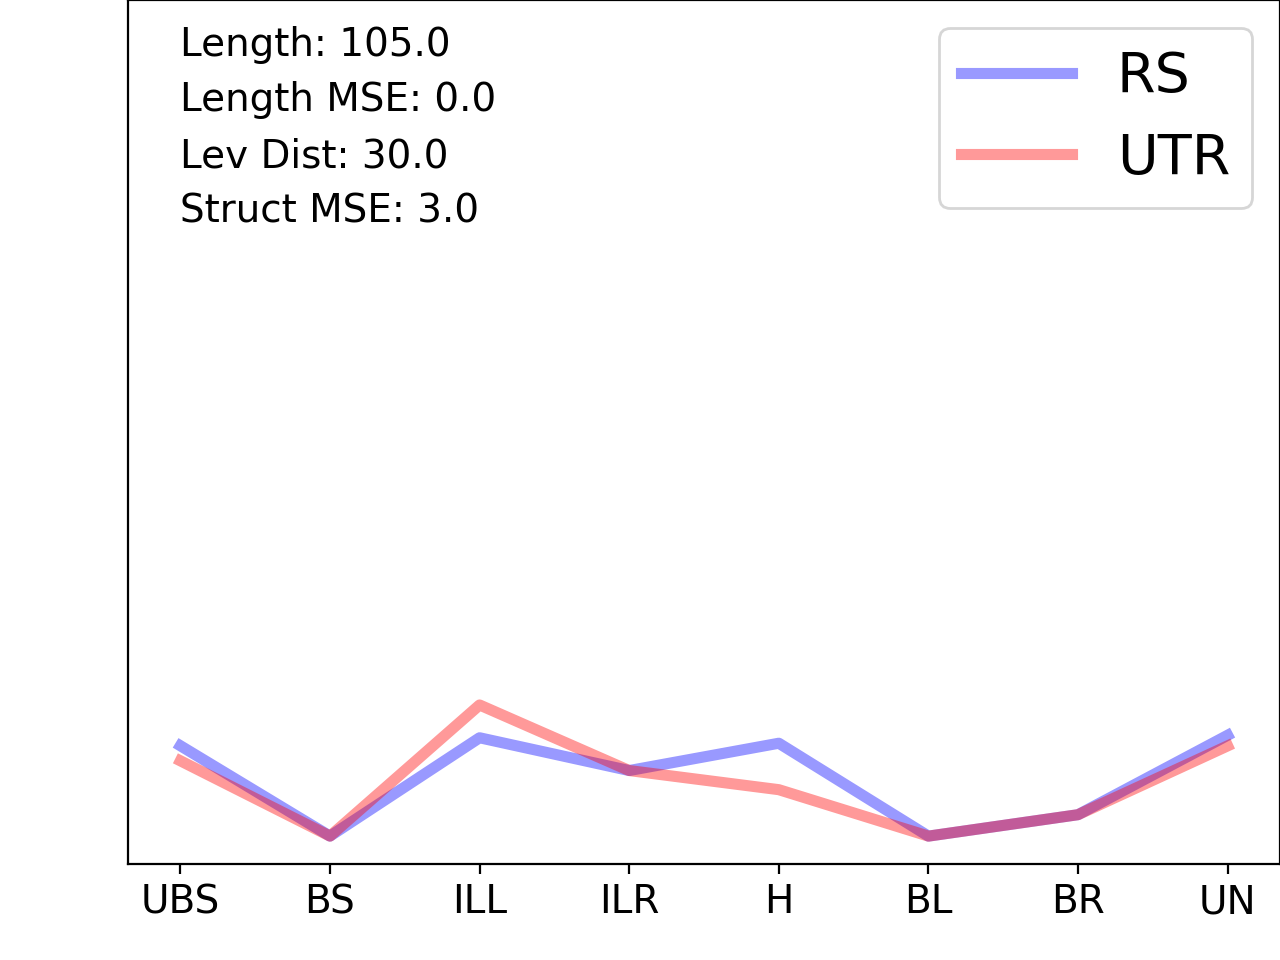 Length: 105.0
Length MSE: 0.0
Lev Dist: 30.0
Struct MSE: 3.0
RS
UTR
UBS BS ILL ILR H BL BR UN